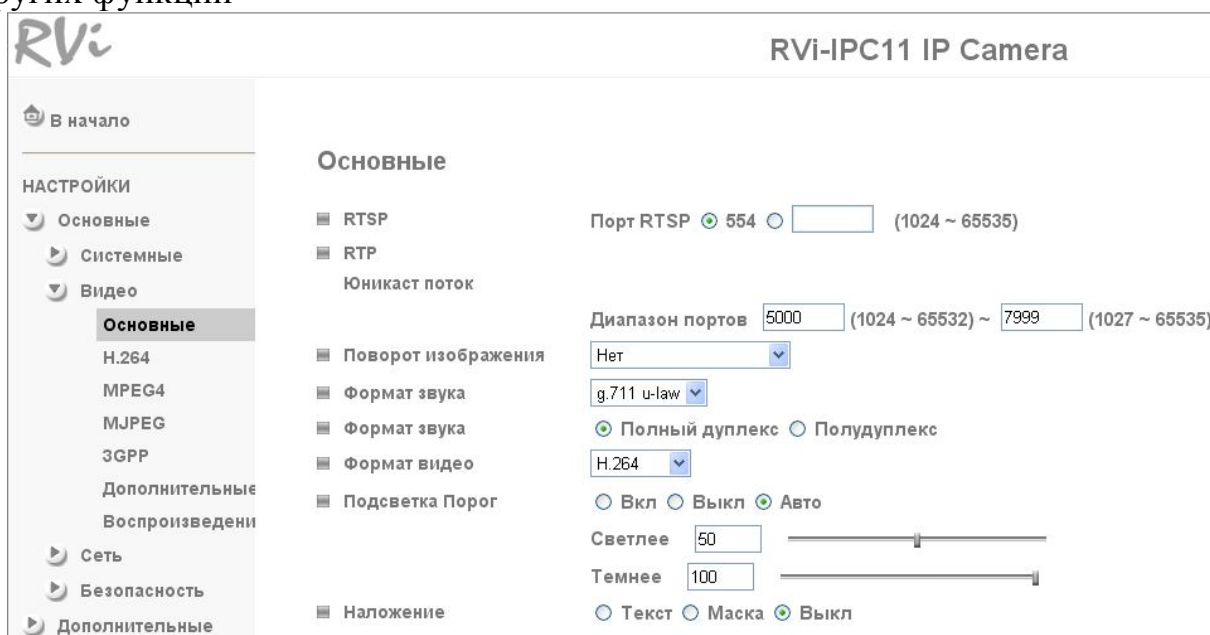 других функций
RVi
RVi-IPC11 IP Camera
В начало
НАСТРОЙКИ
Основные
Системные
Видео
Основные
H.264
MPEG4
MJPEG
3GPP
Дополнительные
Воспроизведени
Сеть
Безопасность
Дополнительные
Основные
RTSP
Порт RTSP 554 (1024 ~ 65535)
RTP
Юникаст поток
Диапазон портов 5000 (1024 ~ 65532) ~ 7999 (1027 ~ 65535)
Поворот изображения Нет
Формат звука g.711 u-law
Формат звука Полный дуплекс Полудуплекс
Формат видео H.264
Подсветка Порог Вкл Выкл Авто
Светлее 50
Темнее 100
Наложение Текст Маска Выкл